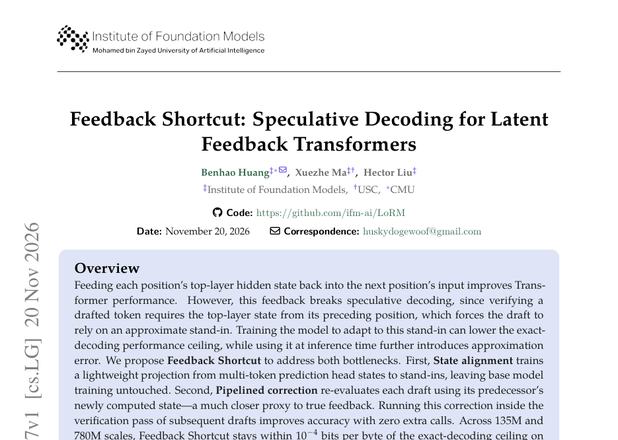 Institute of Foundation Models
Mohamed bin Zayed University of Artificial Intelligence
Feedback Shortcut: Speculative Decoding for Latent
Feedback Transformers
Benhao Huang‡*✉, Xuezhe Ma‡†, Hector Liu‡
‡Institute of Foundation Models, †USC, *CMU
Code: https://github.com/ifm-ai/LoRM
Date: November 20, 2026 Correspondence: huskydogewoof@gmail.com
7v1 [cs.LG] 20 Nov 2026
Overview
Feeding each position's top-layer hidden state back into the next position's input improves Trans-
former performance. However, this feedback breaks speculative decoding, since verifying a
drafted token requires the top-layer state from its preceding position, which forces the draft to
rely on an approximate stand-in. Training the model to adapt to this stand-in can lower the exact-
decoding performance ceiling, while using it at inference time further introduces approximation
error. We propose Feedback Shortcut to address both bottlenecks. First, State alignment trains
a lightweight projection from multi-token prediction head states to stand-ins, leaving base model
training untouched. Second, Pipelined correction re-evaluates each draft using its predecessor's
newly computed state—a much closer proxy to true feedback. Running this correction inside the
verification pass of subsequent drafts improves accuracy with zero extra calls. Across 135M and
780M scales, Feedback Shortcut stays within 10⁻⁴ bits per byte of the exact-decoding ceiling on